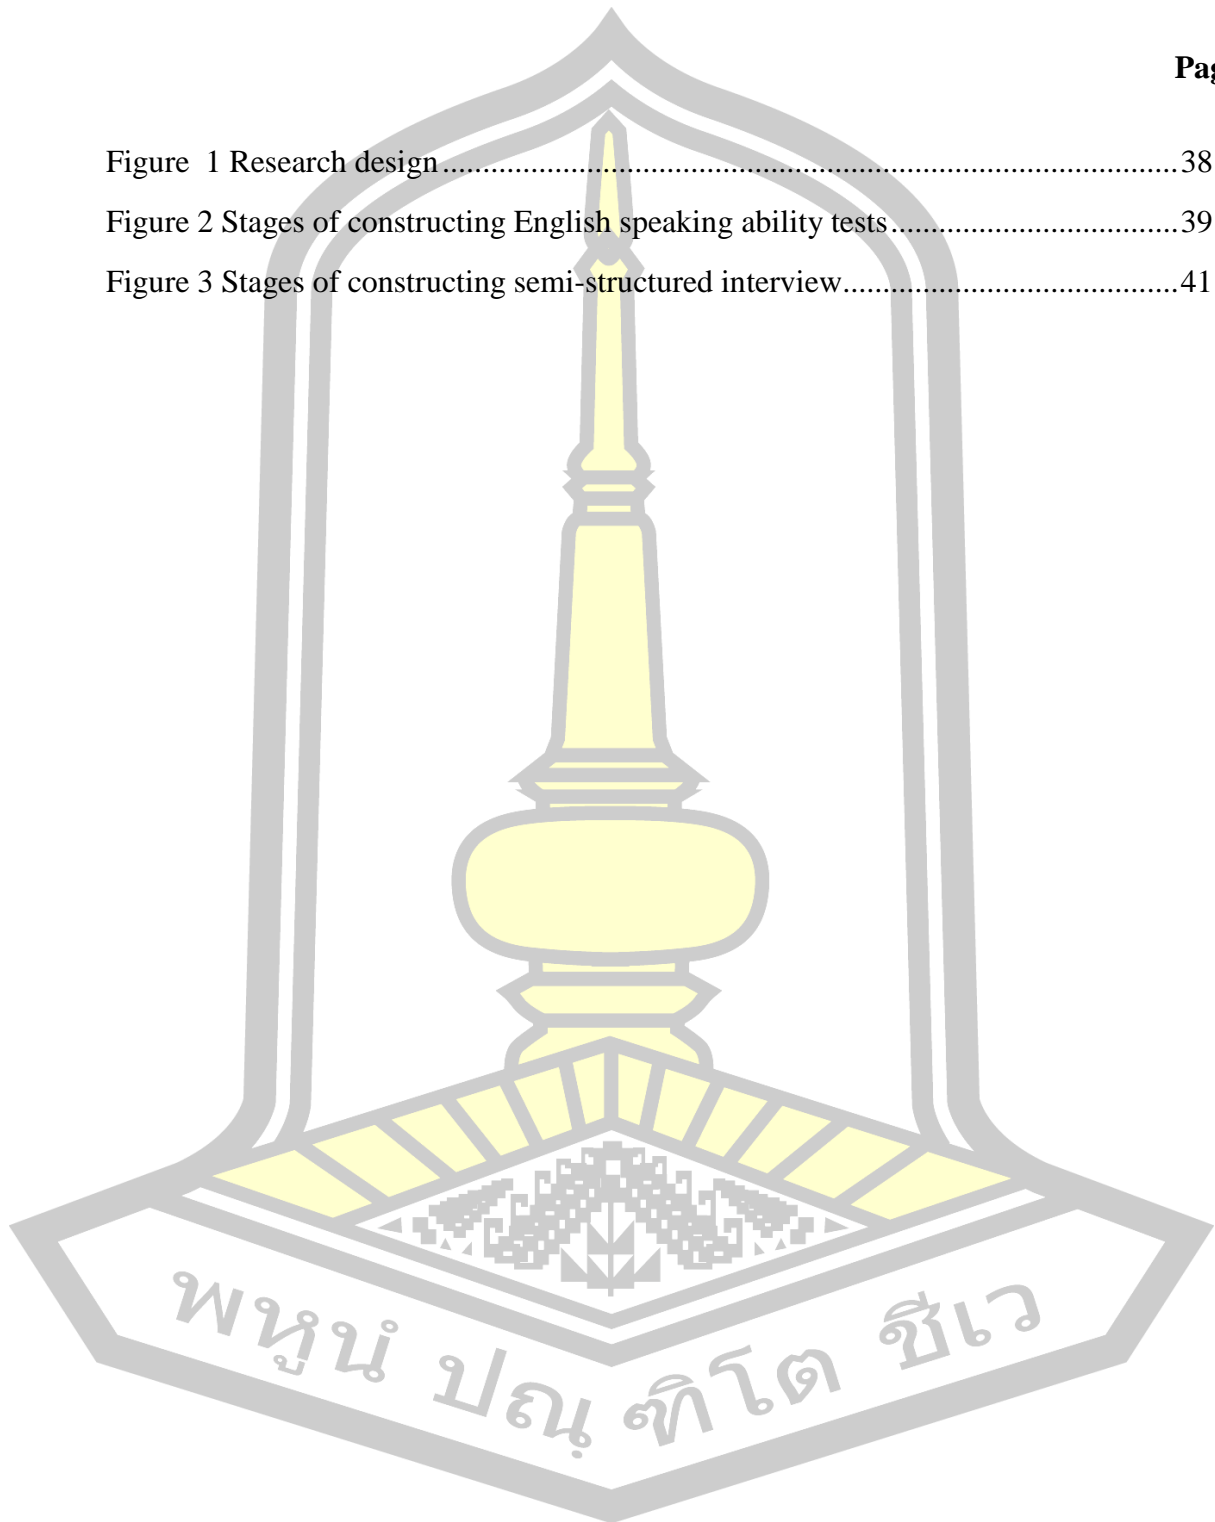 Pag
Figure  1 Research design.............................................................................................38
Figure 2 Stages of constructing English speaking ability tests....................................39
Figure 3 Stages of constructing semi-structured interview..........................................41
พหูนํ ปณฺ ฑิโต ชีเว